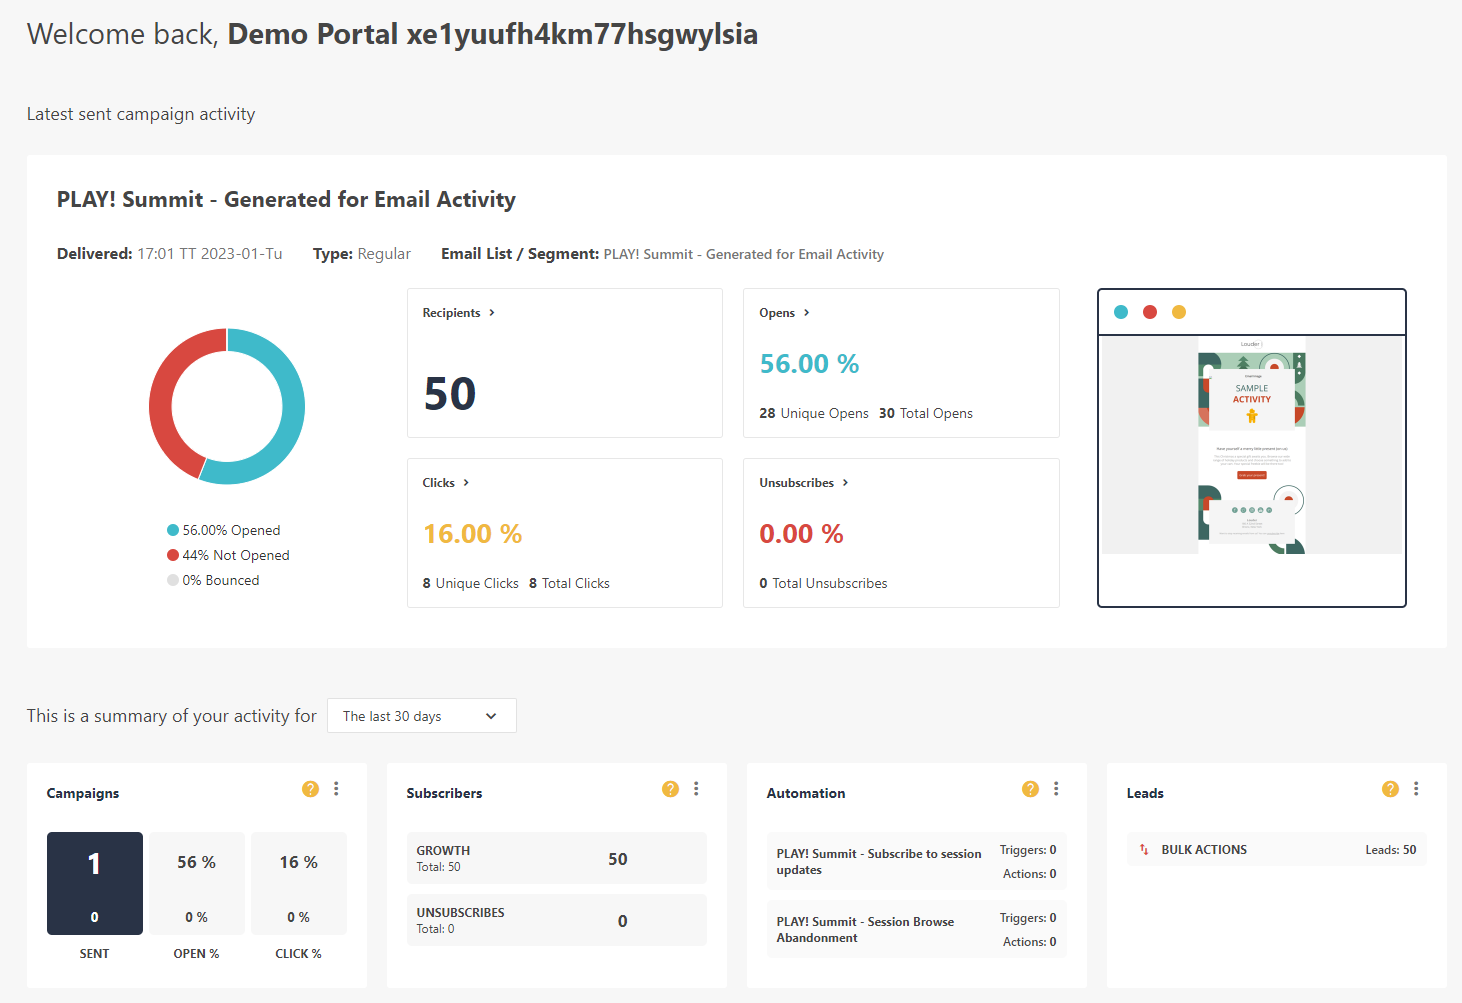 Welcome back, Demo Portal xe1yuufh4km77hsgwylsia
Latest sent campaign activity
PLAY! Summit - Generated for Email Activity
Delivered: 17:01 TT 2023-01-Tu Type: Regular Email List / Segment: PLAY! Summit - Generated for Email Activity
56.00% Opened
44% Not Opened
0% Bounced
Recipients
50
Opens
56.00 %
28 Unique Opens 30 Total Opens
Clicks
16.00 %
8 Unique Clicks 8 Total Clicks
Unsubscribes
0.00 %
0 Total Unsubscribes
Louder
SAMPLE
ACTIVITY
This is a summary of your activity for The last 30 days
Campaigns
?
1
0
SENT
56 %
0 %
OPEN %
16 %
0 %
CLICK %
Subscribers
?
GROWTH
Total: 50
50
UNSUBSCRIBES
Total: 0
0
Automation
?
PLAY! Summit - Subscribe to session
updates
Triggers: 0
Actions: 0
PLAY! Summit - Session Browse
Abandonment
Triggers: 0
Actions: 0
Leads
?
BULK ACTIONS
Leads: 50